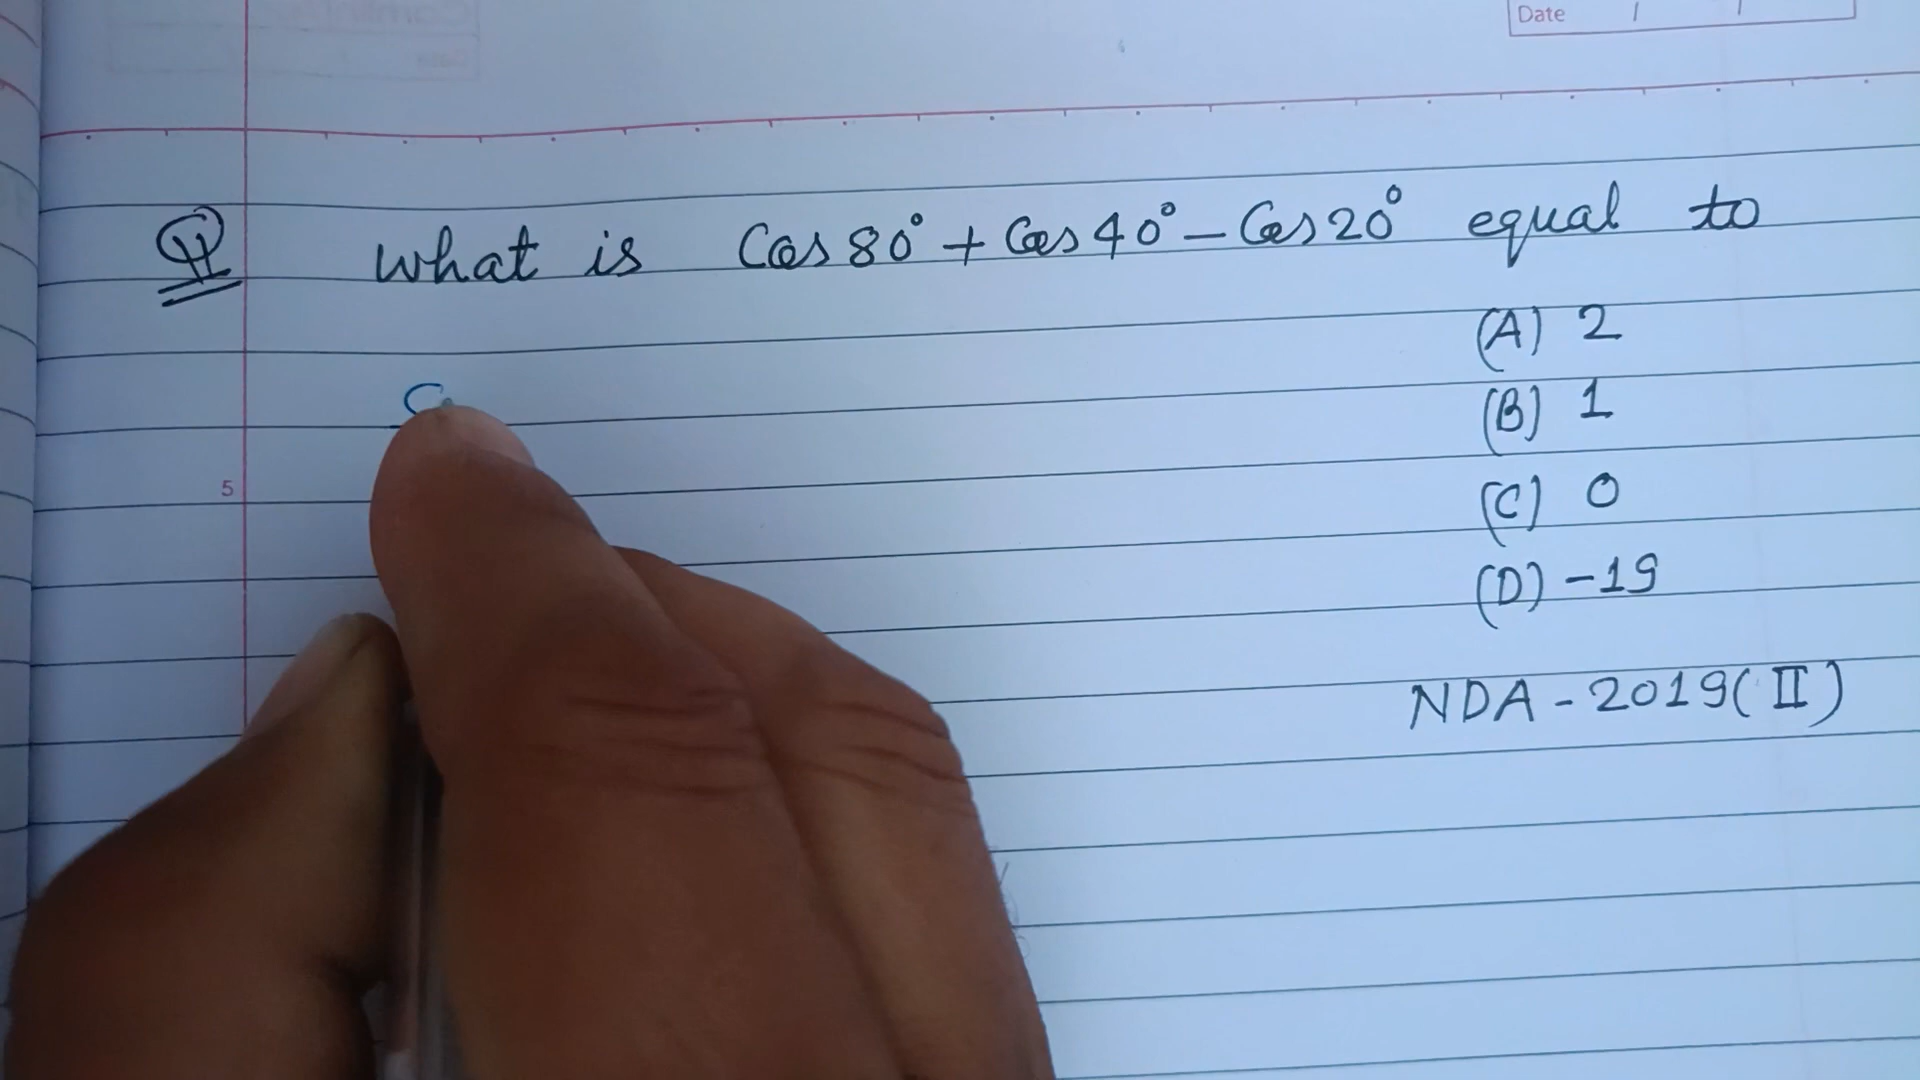 Date / /
Q What is Cos 80° + Cos 40° - Cos 20° equal to
(A) 2
(B) 1
(C) 0
5
(D) -19
NDA - 2019 (II)